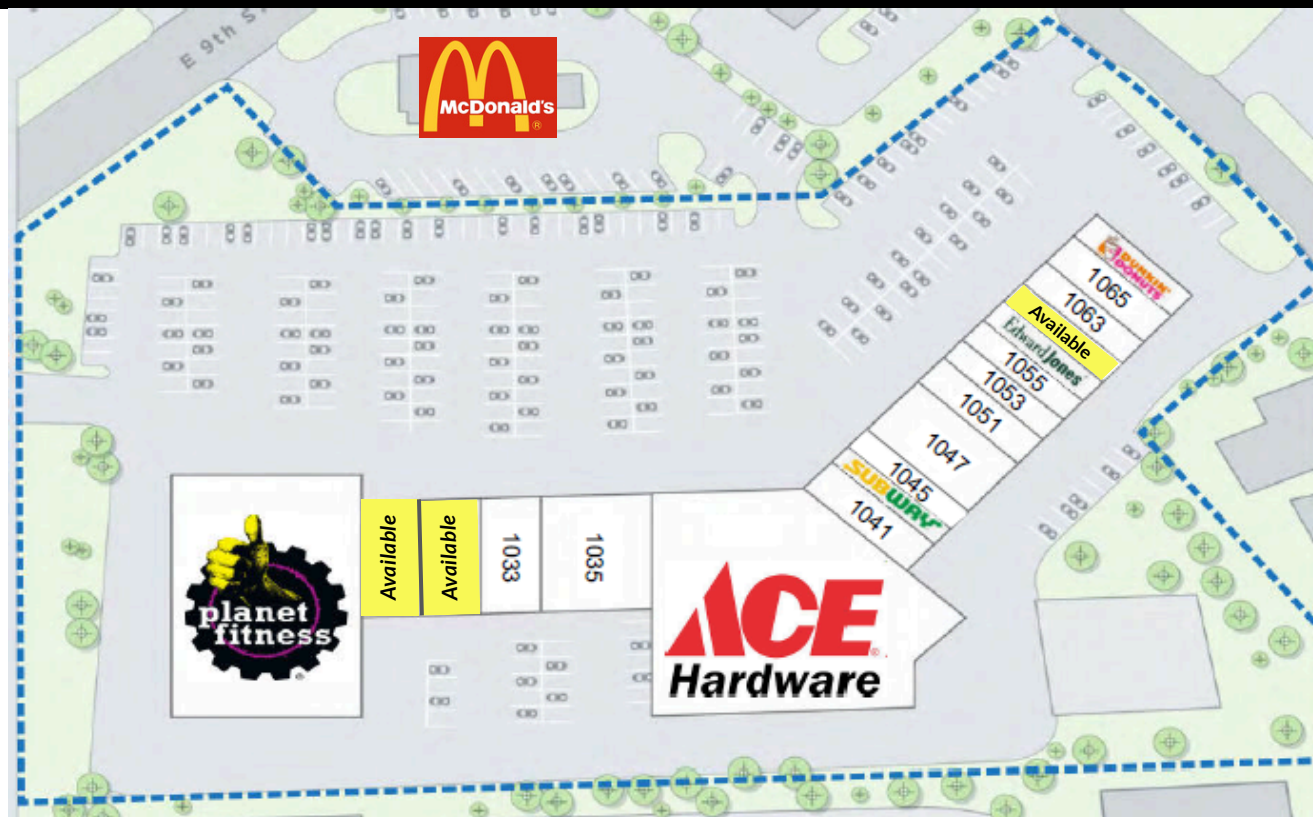 E 9th S
McDonald's
®
DUNKIN'
DONUTS
1065
1063
Available
Edward Jones
1055
1053
1051
1047
1045
SUBWAY
1041
planet
fitness
®
Available
Available
1033
1035
ACE
®
Hardware